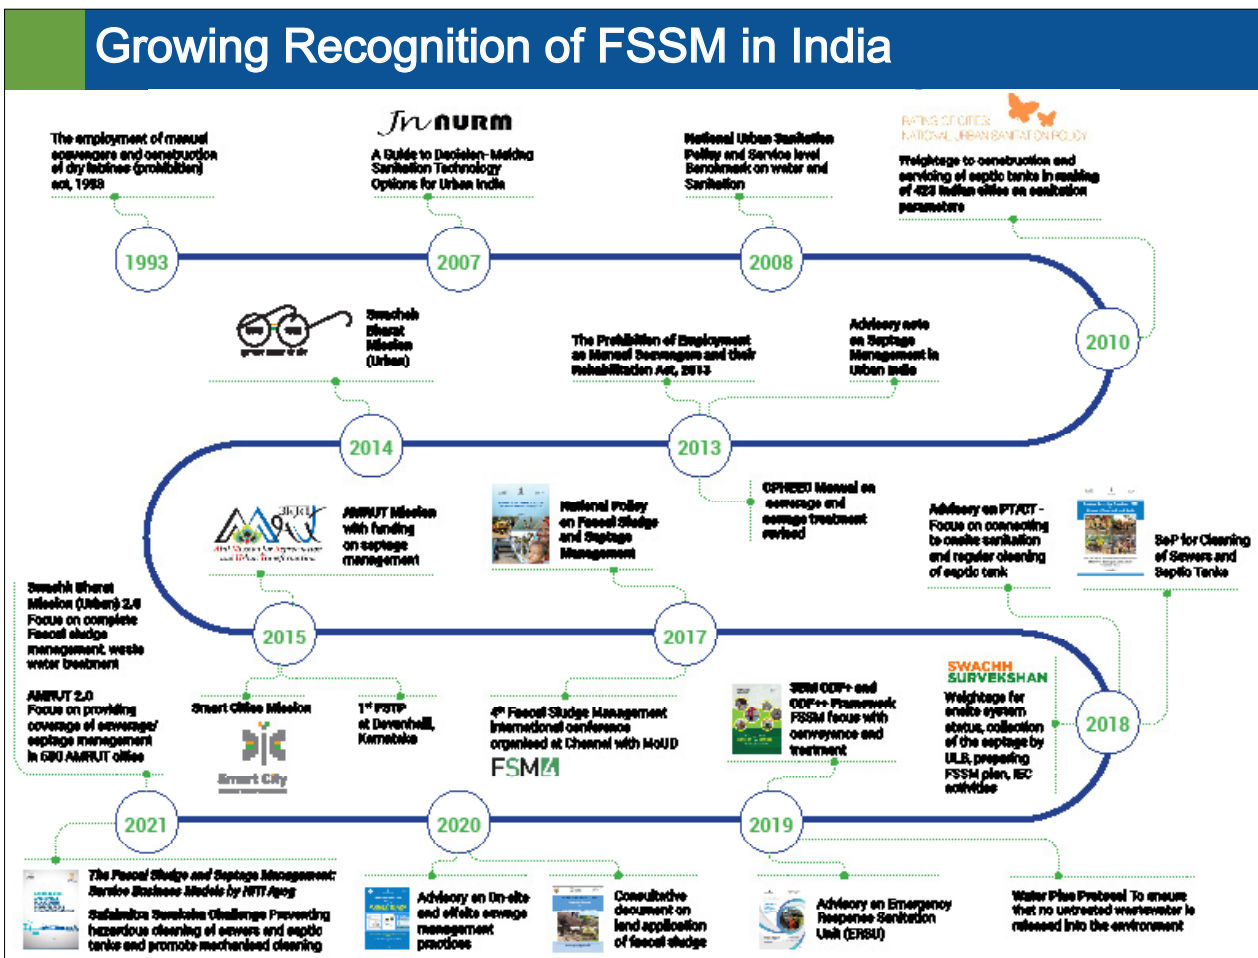 Growing Recognition of FSSM in India
The employment of manual
scavengers and construction
of dry latrines (prohibition)
act, 1993
JnNURM
A Guide to Decision-Making
Sanitation Technology
Options for Urban India
National Urban Sanitation
Policy and Service level
Benchmark on water and
Sanitation
RATING OF CITIES:
NATIONAL URBAN SANITATION POLICY
Weightage to construction and
servicing of septic tanks in ranking
of 423 Indian cities on sanitation
parameters
1993
2007
2008
2010
Swachch
Bharat
Mission
(Urban)
The Prohibition of Employment
as Manual Scavengers and their
Rehabilitation Act, 2013
Advisory note
on Septage
Management in
Urban India
2014
2013
AMRUT Mission
with funding
on septage
management
National Policy
on Faecal Sludge
and Septage
Management
CPHEEO Manual on
sewerage and
sewage treatment
revised
Advisory on PT/CT -
Focus on connecting
to onsite sanitation
and regular cleaning
of septic tank
SoP for Cleaning
of Sewers and
Septic Tanks
2015
2017
2018
Swachh Bharat
Mission (Urban) 2.0
Focus on complete
Faecal sludge
management, waste
water treatment
AMRUT 2.0
Focus on providing
coverage of sewerage/
septage management
in 500 AMRUT cities
Smart Cities Mission
Smart City
1st FSTP
at Devanhalli,
Karnataka
4th Faecal Sludge Management
International conference
organised at Chennai with MoUD
FSM4
SBM ODF+ and
ODF++ Framework
FSSM focus with
conveyance and
treatment
SWACHH
SURVEKSHAN
Weightage for
onsite system
status, collection
of the septage by
ULB, preparing
FSSM plan, IEC
activities
2021
2020
2019
The Faecal Sludge and Septage Management:
Service Business Models by NITI Ayog
Safaimitra Suraksha Challenge Preventing
hazardous cleaning of sewers and septic
tanks and promote mechanised cleaning
Advisory on On-site
and offsite sewage
management
practices
Consultative
document on
land application
of faecal sludge
Advisory on Emergency
Response Sanitation
Unit (ERSU)
Water Plus Protocol To ensure
that no untreated wastewater is
released into the environment